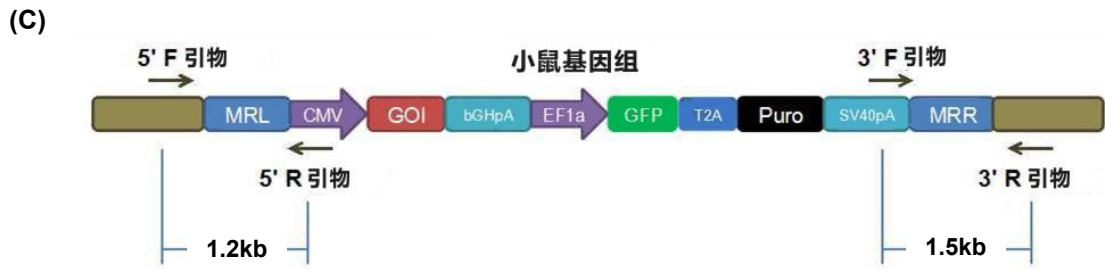 (C)
5' F 引物
小鼠基因组
3' F 引物
MRL
CMV
GOI
bGHpA
EF1a
GFP
T2A
Puro
SV40pA
MRR
5' R 引物
3' R 引物
1.2kb
1.5kb